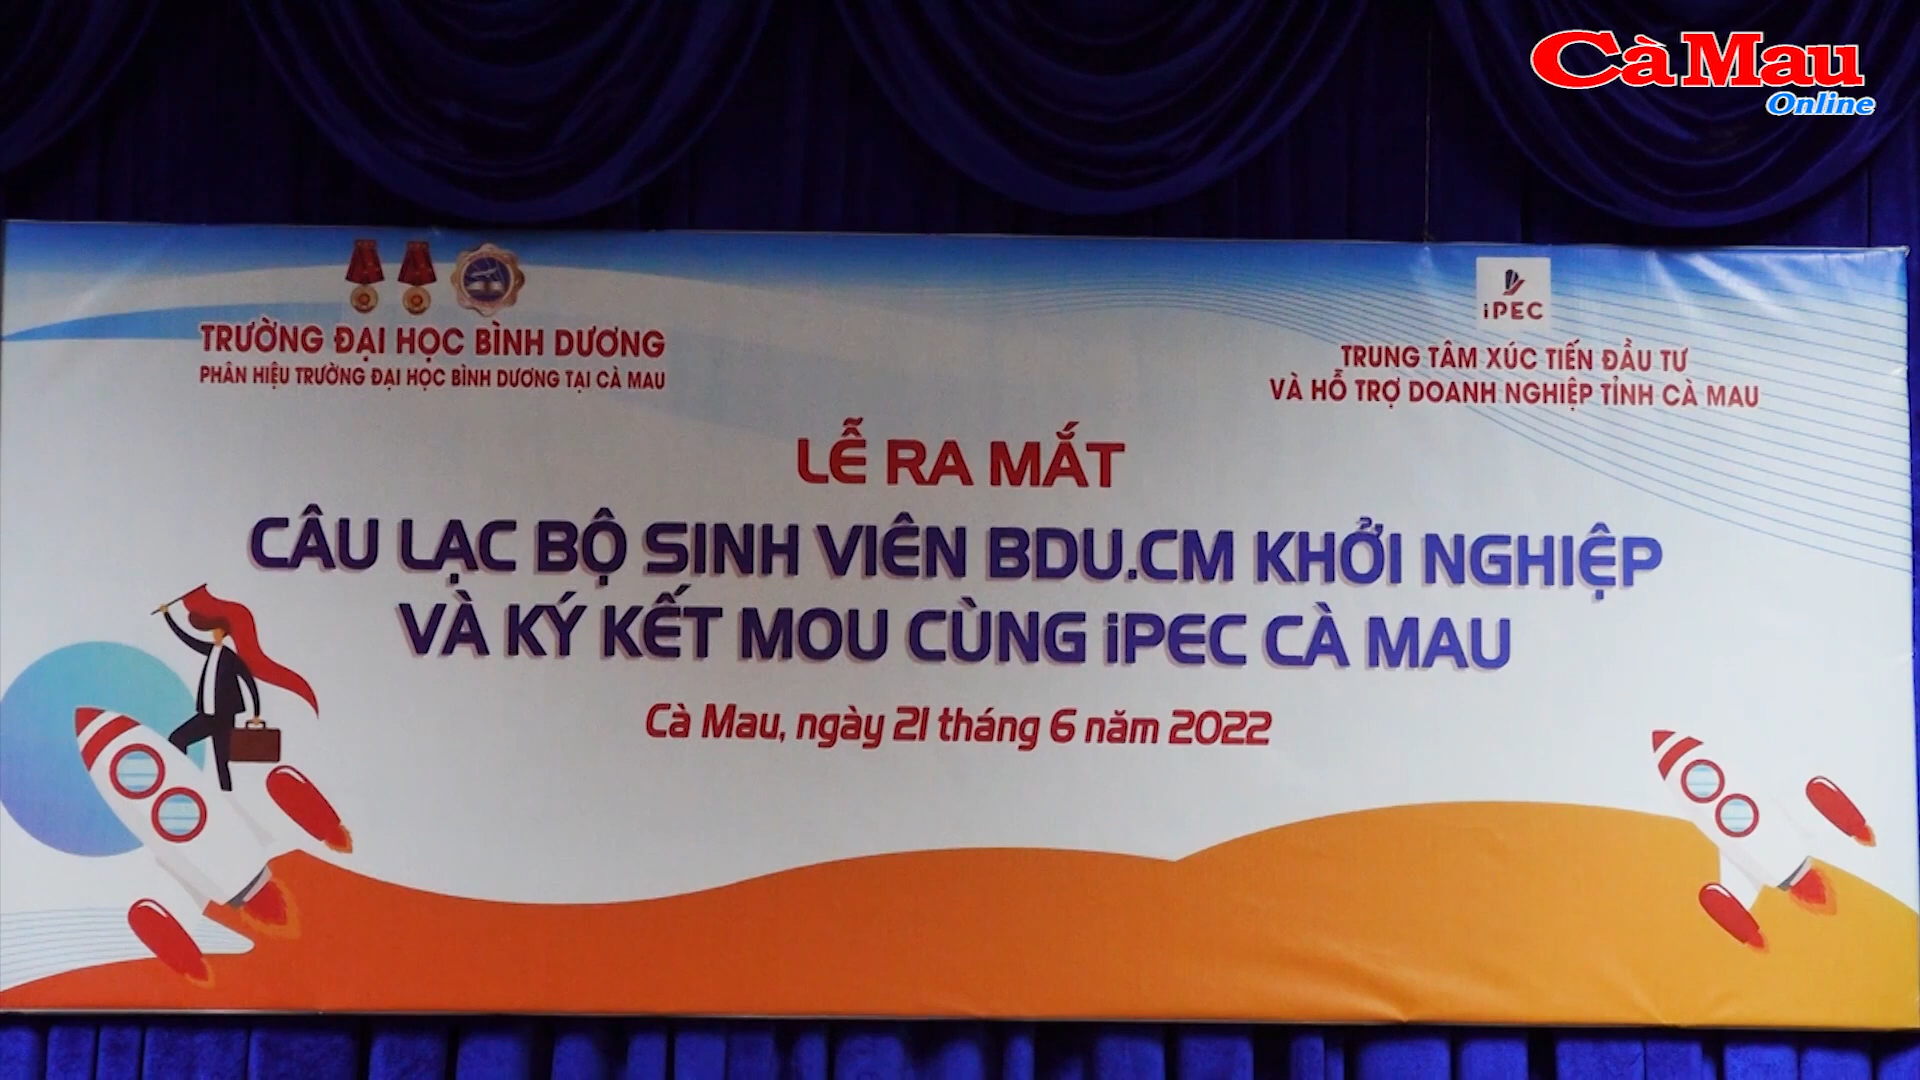 Cà Mau
Online
TRƯỜNG ĐẠI HỌC BÌNH DƯƠNG
PHÂN HIỆU TRƯỜNG ĐẠI HỌC BÌNH DƯƠNG TẠI CÀ MAU
iPEC
TRUNG TÂM XÚC TIẾN ĐẦU TƯ
VÀ HỖ TRỢ DOANH NGHIỆP TỈNH CÀ MAU
LỄ RA MẮT
CÂU LẠC BỘ SINH VIÊN BDU.CM KHỞI NGHIỆP
VÀ KÝ KẾT MOU CÙNG iPEC CÀ MAU
Cà Mau, ngày 21 tháng 6 năm 2022